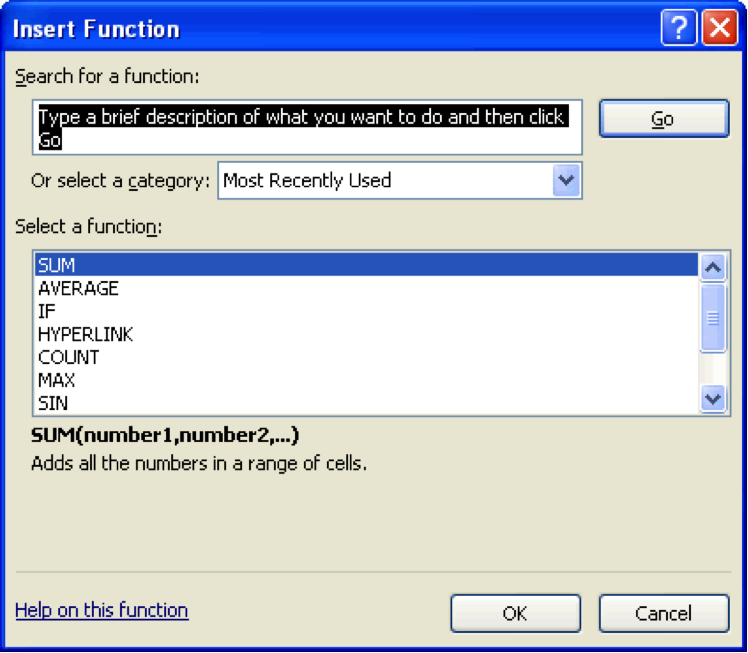 Insert Function
Search for a function:
Type a brief description of what you want to do and then click
Go
Go
Or select a category: Most Recently Used
Select a function:
SUM
AVERAGE
IF
HYPERLINK
COUNT
MAX
SIN
SUM(number1,number2,...)
Adds all the numbers in a range of cells.
Help on this function
OK
Cancel